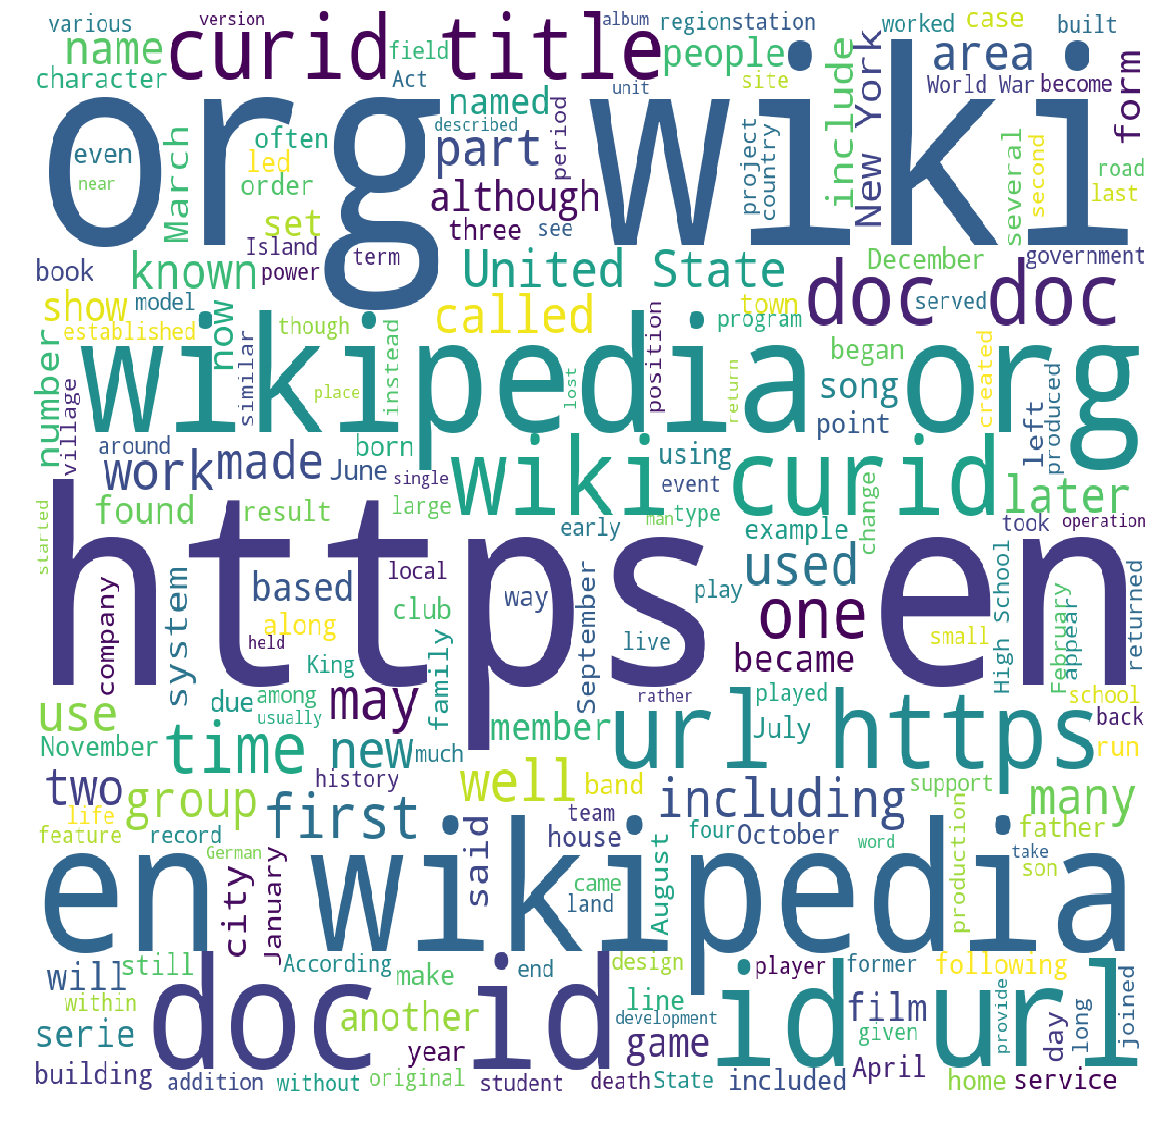 various version album regionstation worked case built
name curid title field people area
character Act named site include New York World War become form
org wiki
unit described period
even often led near order March set
part although three see
project country several second road last
Island term power
book known United State December doc doc served government
show model established now though instead called town program
number similar wikipedia org
place lost position return began song created produced
village around born work made June single
wiki curid using event point left
later found result large early man type example change took operation
started https en
company system based local club way September used one play
along held King family live became small High School February appear returned
use due among usually may rather member played July school back
November time new much url https run
history
two group first well band including support many
life feature record German team house four October word father take
en wikipedia
city January said came land August production son
According still will within make end design player former following
doc id id url
serie another year line development game film given provide day long joined
building addition without original student death State included April home service